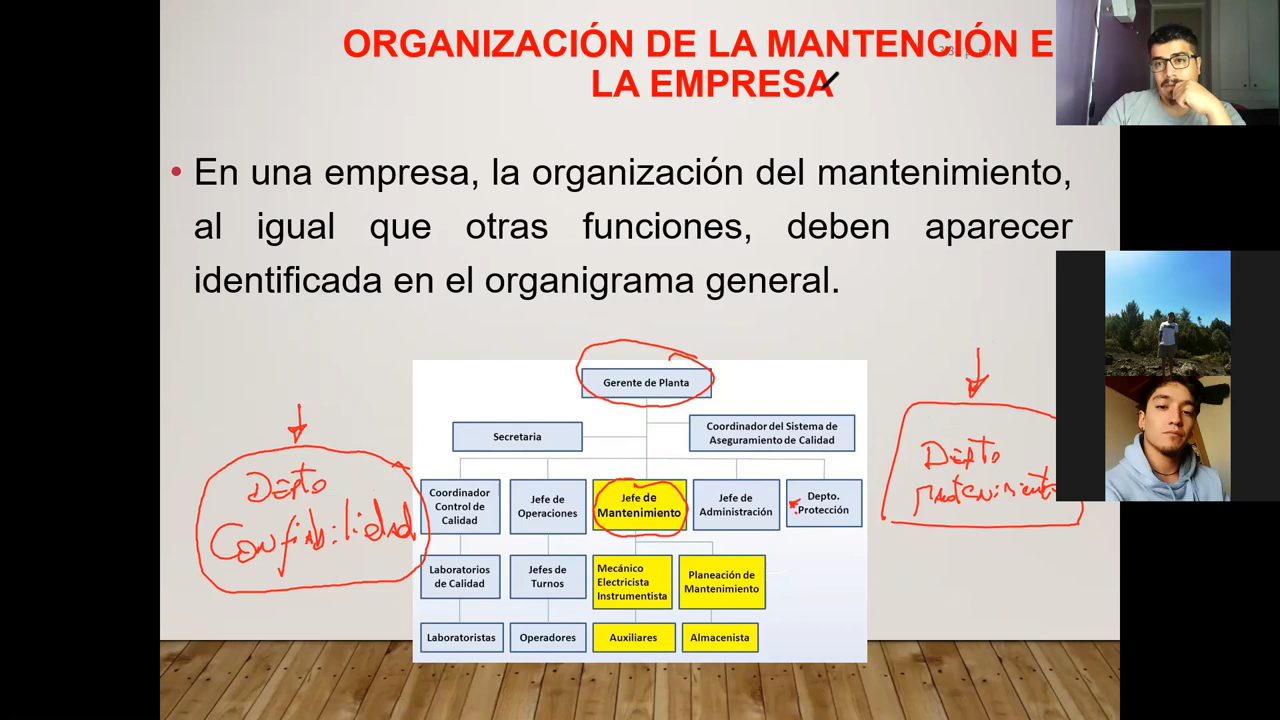 ORGANIZACIÓN DE LA MANTENCIÓN E
LA EMPRESA
• En una empresa, la organización del mantenimiento,
al igual que otras funciones, deben aparecer
identificada en el organigrama general.
Gerente de Planta
Secretaria
Coordinador del Sistema de
Aseguramiento de Calidad
Coordinador
Control de
Calidad
Jefe de
Operaciones
Jefe de
Mantenimiento
Jefe de
Administración
Depto.
Protección
Laboratorios
de Calidad
Jefes de
Turnos
Mecánico
Electricista
Instrumentista
Planeación de
Mantenimiento
Laboratoristas
Operadores
Auxiliares
Almacenista
Depto
Confiabilidad
Depto